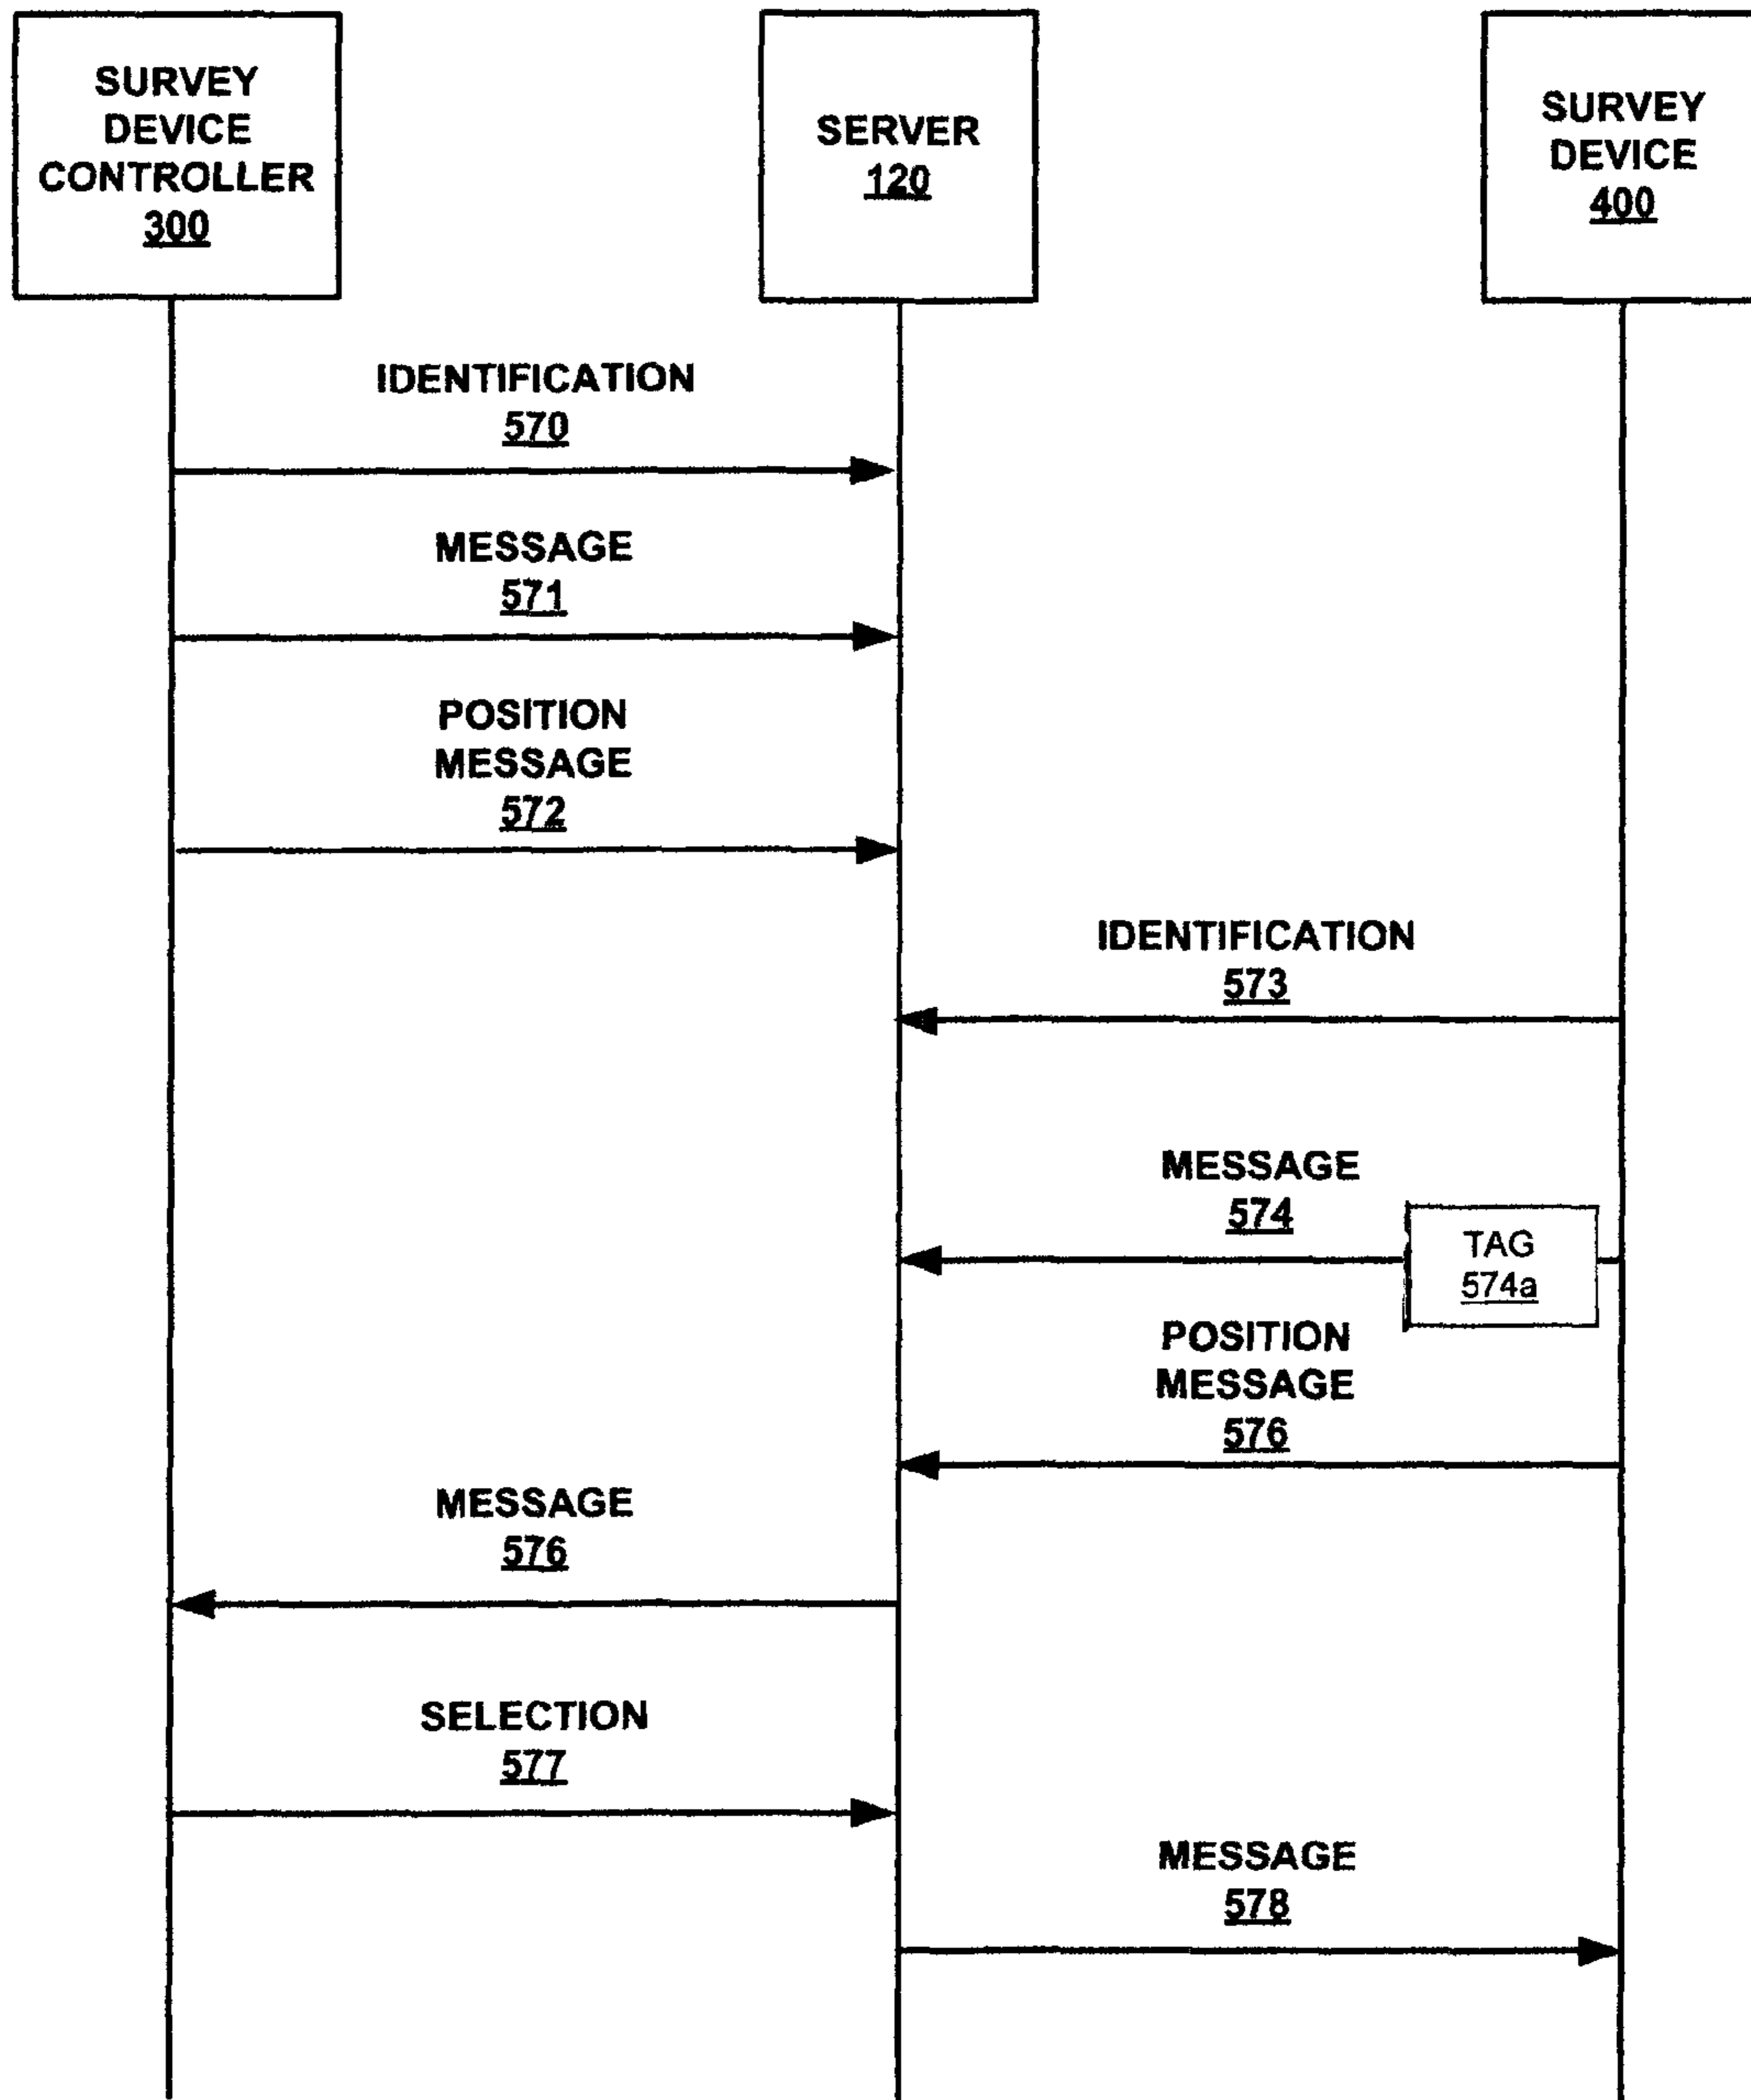 SURVEY
DEVICE
CONTROLLER
300
SERVER
120
SURVEY
DEVICE
400
IDENTIFICATION
570
MESSAGE
571
POSITION
MESSAGE
572
IDENTIFICATION
573
MESSAGE
574
TAG
574a
POSITION
MESSAGE
576
MESSAGE
576
SELECTION
577
MESSAGE
578